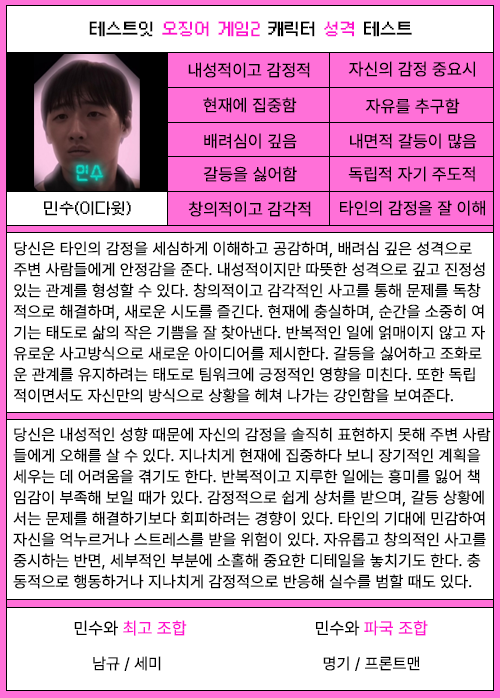 테스트잇 오징어 게임2 캐릭터 성격 테스트
민수
민수(이다윗)
내성적이고 감정적 자신의 감정 중요시
현재에 집중함 자유를 추구함
배려심이 깊음 내면적 갈등이 많음
갈등을 싫어함 독립적 자기 주도적
창의적이고 감각적 타인의 감정을 잘 이해
당신은 타인의 감정을 세심하게 이해하고 공감하며, 배려심 깊은 성격으로
주변 사람들에게 안정감을 준다. 내성적이지만 따뜻한 성격으로 깊고 진정성
있는 관계를 형성할 수 있다. 창의적이고 감각적인 사고를 통해 문제를 독창
적으로 해결하며, 새로운 시도를 즐긴다. 현재에 충실하며, 순간을 소중히 여
기는 태도로 삶의 작은 기쁨을 잘 찾아낸다. 반복적인 일에 얽매이지 않고 자
유로운 사고방식으로 새로운 아이디어를 제시한다. 갈등을 싫어하고 조화로
운 관계를 유지하려는 태도로 팀워크에 긍정적인 영향을 미친다. 또한 독립
적이면서도 자신만의 방식으로 상황을 헤쳐 나가는 강인함을 보여준다.
당신은 내성적인 성향 때문에 자신의 감정을 솔직히 표현하지 못해 주변 사람
들에게 오해를 살 수 있다. 지나치게 현재에 집중하다 보니 장기적인 계획을
세우는 데 어려움을 겪기도 한다. 반복적이고 지루한 일에는 흥미를 잃어 책
임감이 부족해 보일 때가 있다. 감정적으로 쉽게 상처를 받으며, 갈등 상황에
서는 문제를 해결하기보다 회피하려는 경향이 있다. 타인의 기대에 민감하여
자신을 억누르거나 스트레스를 받을 위험이 있다. 자유롭고 창의적인 사고를
중시하는 반면, 세부적인 부분에 소홀해 중요한 디테일을 놓치기도 한다. 충
동적으로 행동하거나 지나치게 감정적으로 반응해 실수를 범할 때도 있다.
민수와 최고 조합 민수와 파국 조합
남규 / 세미 명기 / 프론트맨